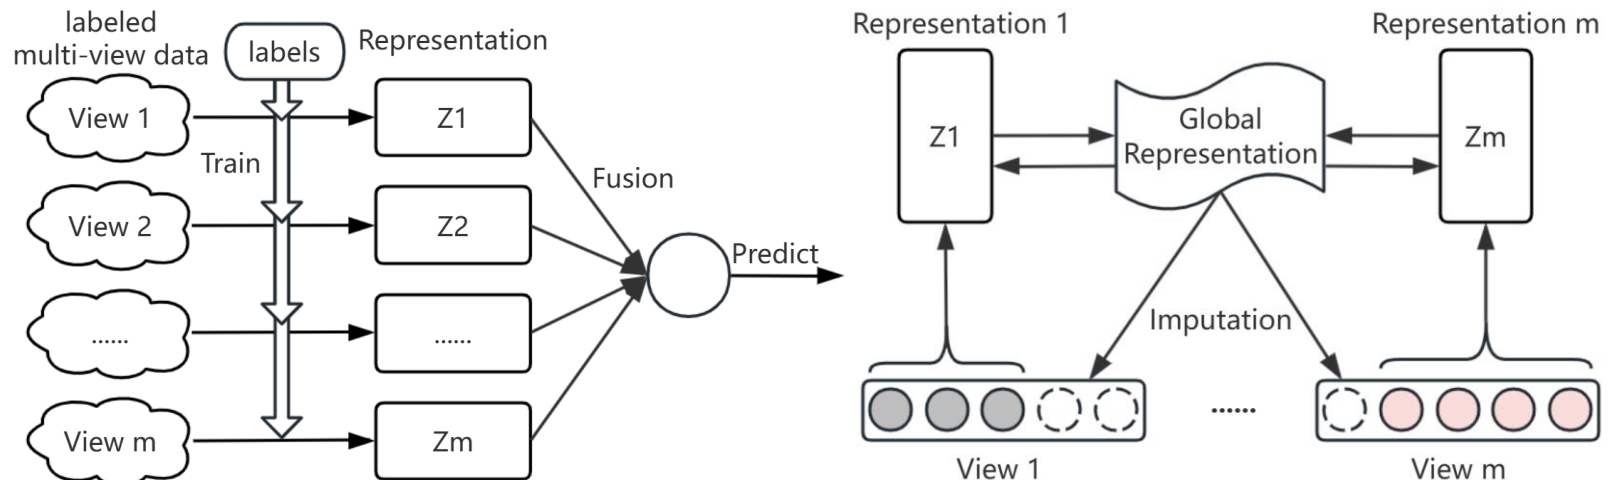 labeled
multi-view data
labels
Representation
View 1
Z1
Train
Fusion
View 2
Z2
Predict
......
......
View m
Zm
Representation 1
Representation m
Z1
Global
Representation
Zm
Imputation
......
View 1
View m